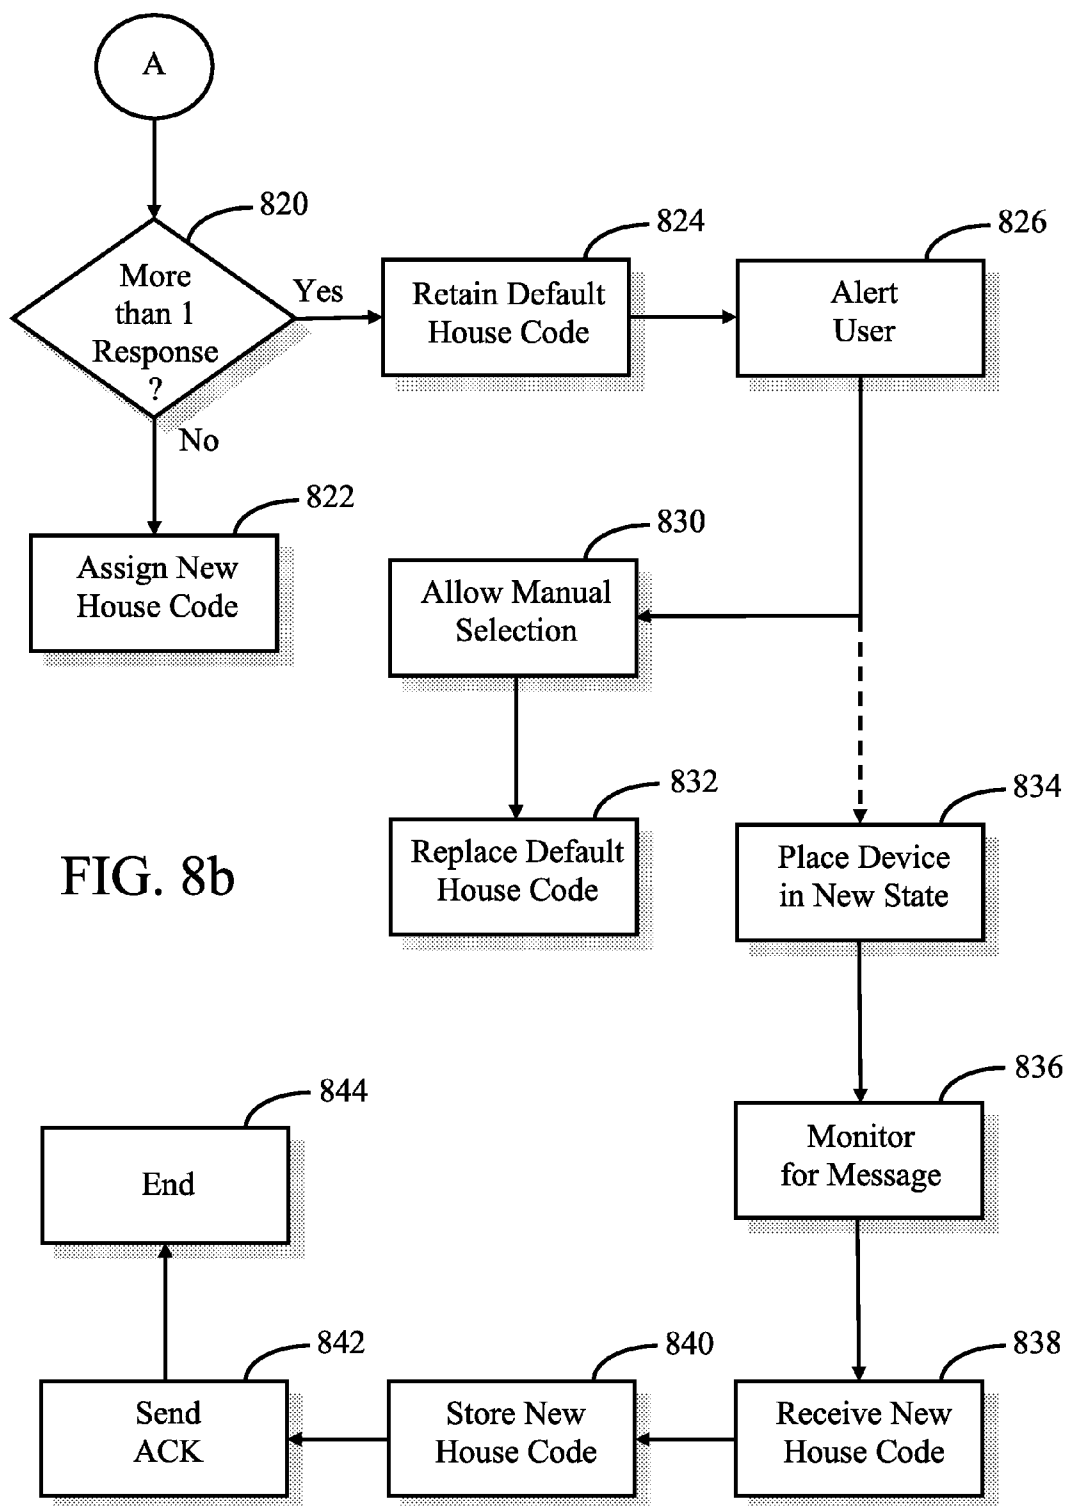 A
820
More
than 1
Response
?
Yes
No
824
Retain Default
House Code
826
Alert
User
822
Assign New
House Code
830
Allow Manual
Selection
832
Replace Default
House Code
834
Place Device
in New State
FIG. 8b
836
Monitor
for Message
844
End
838
Receive New
House Code
840
Store New
House Code
842
Send
ACK